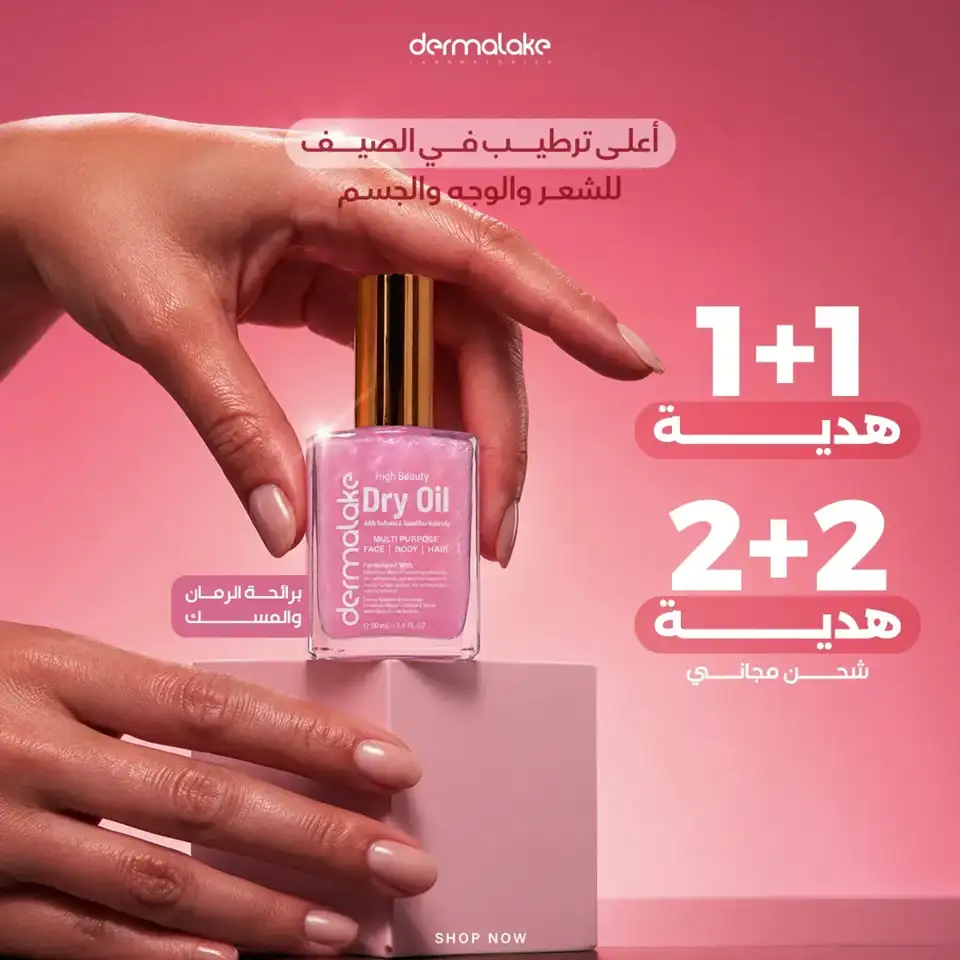 dermalake
LABORATORIES
أعلى ترطيب في الصيف
للشعر والوجه والجسم
1+1
هدية
2+2
هدية
شحن مجاني
برائحة الرمان
والمسك
dermalake
High Beauty
Dry Oil
MULTI PURPOSE
FACE | BODY | HAIR
Formulated With
SHOP NOW